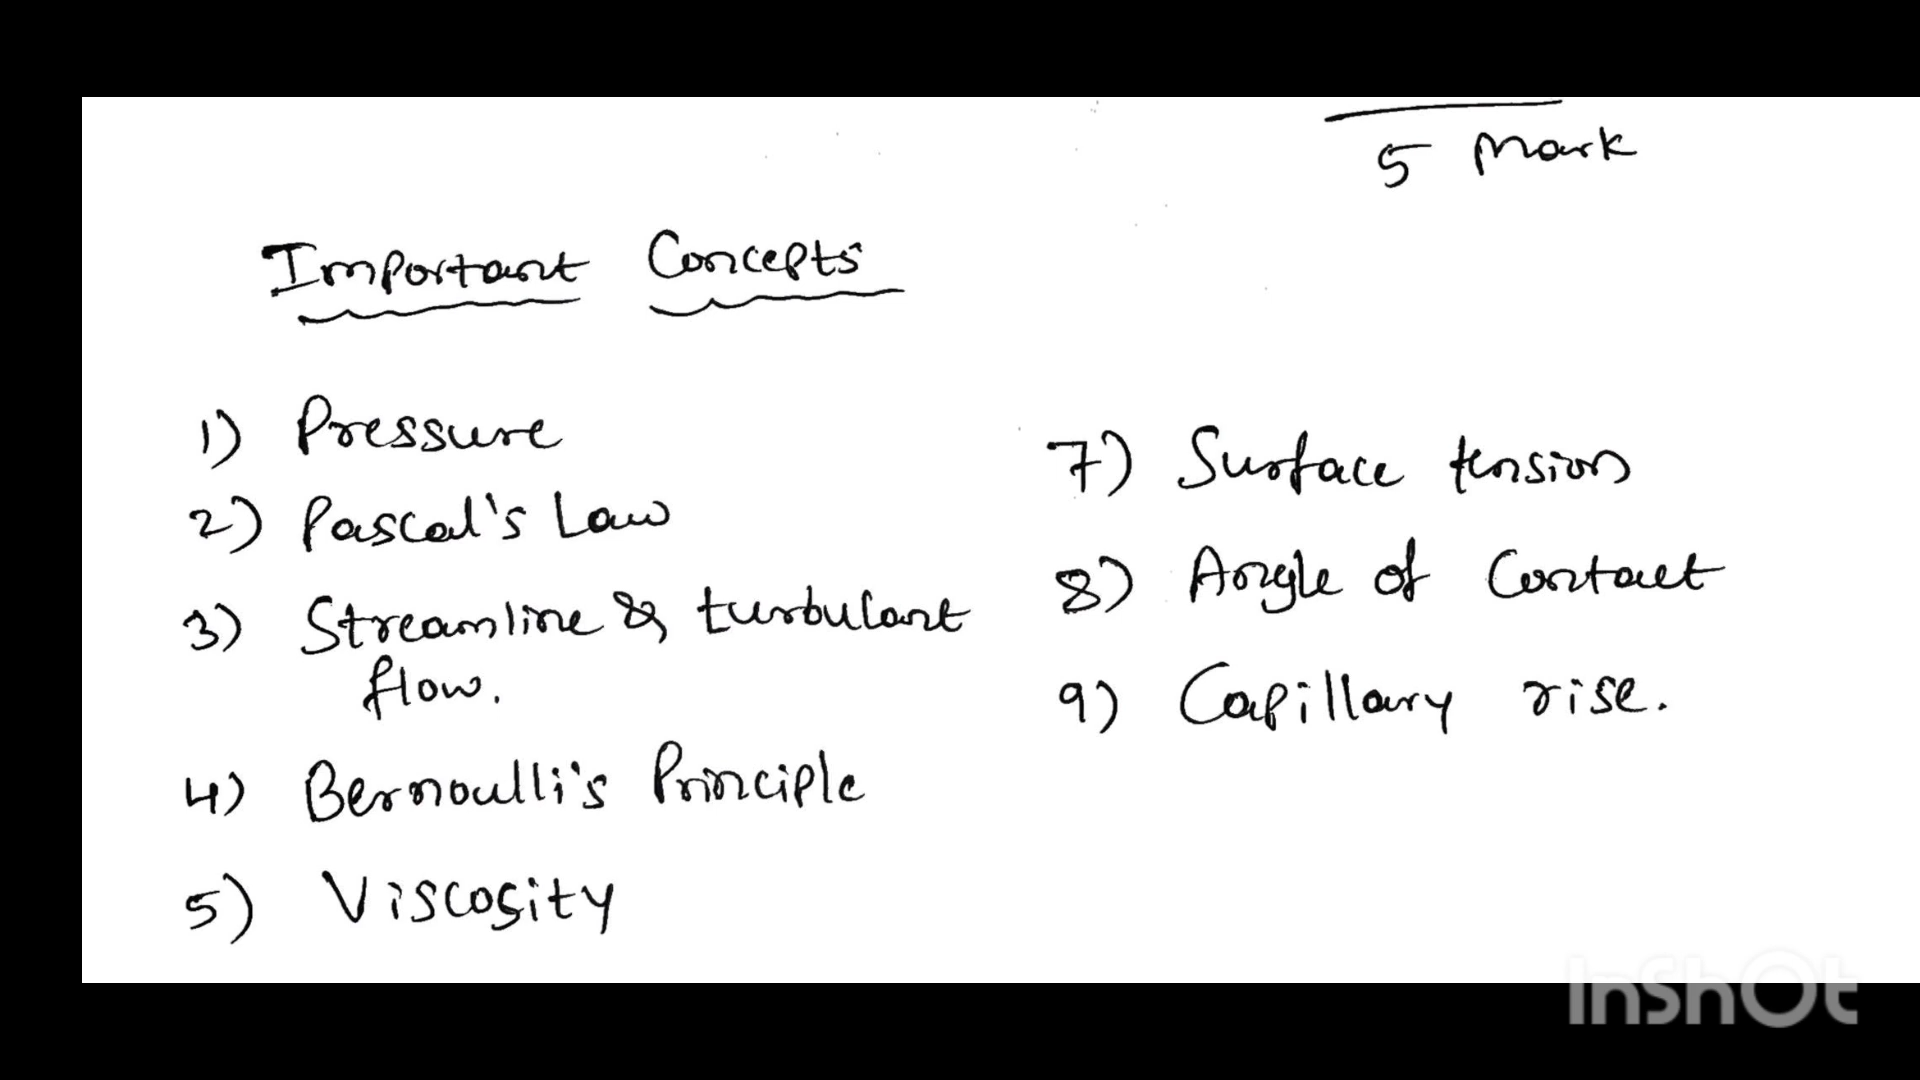 5 Mark
Important Concepts
1) Pressure
2) Pascal's Law
3) Streamline & turbulant
flow.
4) Bernoulli's Principle
5) Viscosity
7) Surface tension
8) Angle of Contact
9) Capillary rise.
InShOt